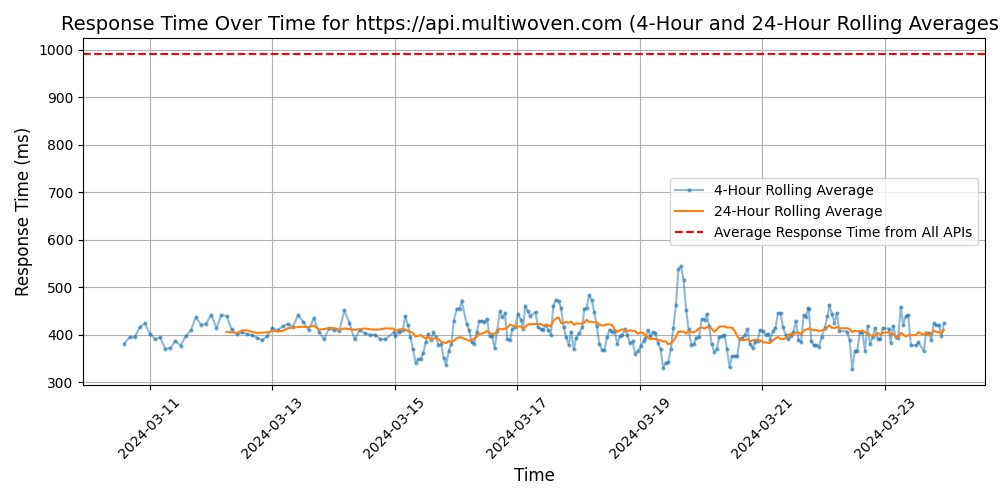 Response Time Over Time for https://api.multiwoven.com (4-Hour and 24-Hour Rolling Averages
Response Time (ms)
1000
900
800
700
600
500
400
300
4-Hour Rolling Average
24-Hour Rolling Average
Average Response Time from All APIs
2024-03-11
2024-03-13
2024-03-15
2024-03-17
2024-03-19
2024-03-21
2024-03-23
Time